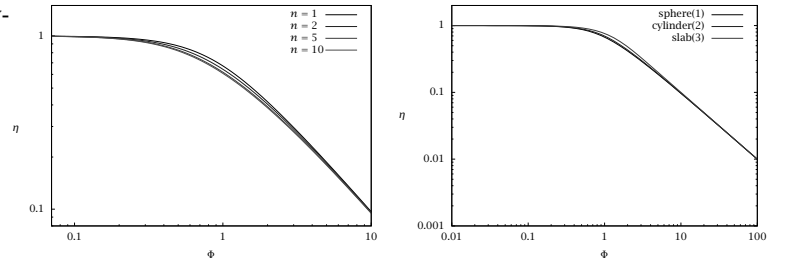 n = 1
n = 2
n = 5
n = 10
1
η
0.1
0.1 1 10
Φ
sphere(1)
cylinder(2)
slab(3)
1
0.1
η
0.01
0.001
0.01 0.1 1 10 100
Φ